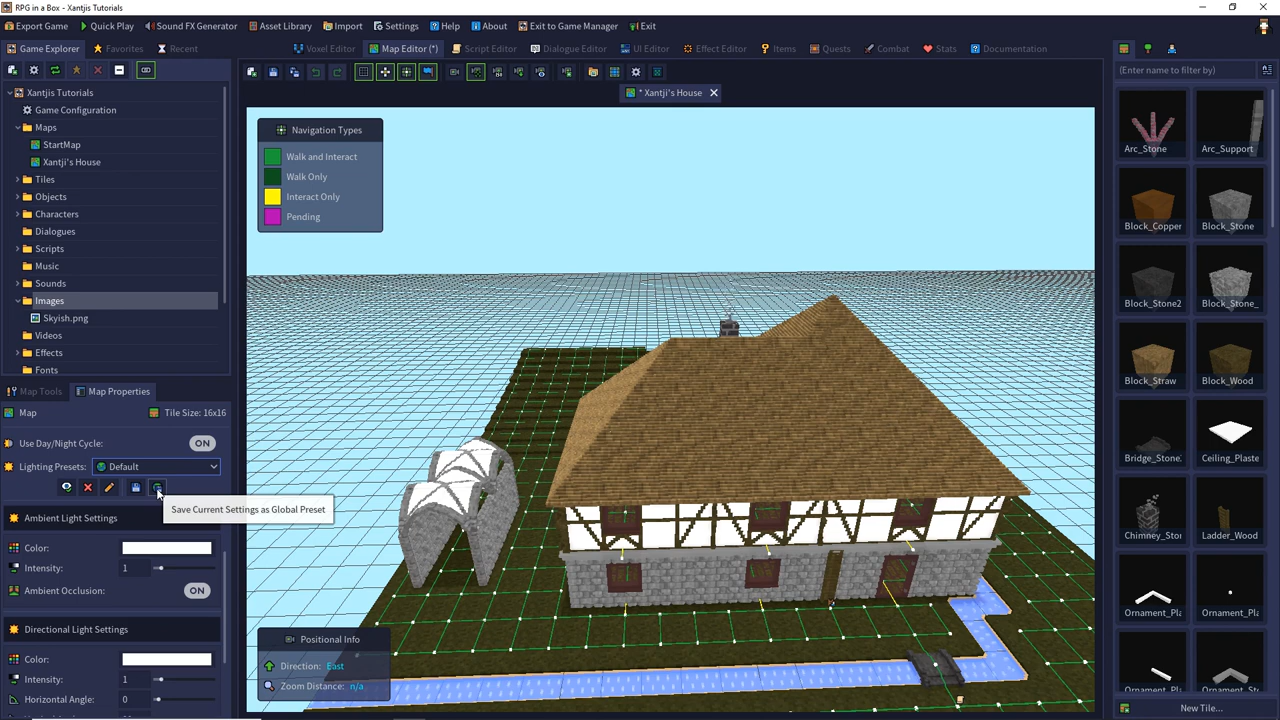 RPG in a Box - Xantjis Tutorials
Export Game Quick Play Sound FX Generator Asset Library Import Settings Help About Exit to Game Manager Exit
Game Explorer Favorites Recent
Voxel Editor Map Editor (*) Script Editor Dialogue Editor UI Editor Effect Editor Items Quests Combat Stats Documentation
* Xantji's House
(Enter name to filter by)
Xantjis Tutorials
Game Configuration
Maps
StartMap
Xantji's House
Tiles
Objects
Characters
Dialogues
Scripts
Music
Sounds
Images
Skyish.png
Videos
Effects
Fonts
Map Tools Map Properties
Map Tile Size: 16x16
Use Day/Night Cycle: ON
Lighting Presets: Default
Save Current Settings as Global Preset
Ambient Light Settings
Color:
Intensity: 1
Ambient Occlusion: ON
Directional Light Settings
Color:
Intensity: 1
Horizontal Angle: 0
Navigation Types
Walk and Interact
Walk Only
Interact Only
Pending
Positional Info
Direction: East
Zoom Distance: n/a
Arc_Stone Arc_Support
Block_Copper Block_Stone
Block_Stone2 Block_Stone_
Block_Straw Block_Wood
Bridge_Stone Ceiling_Plaste
Chimney_Stor Ladder_Wood
Ornament_Pla Ornament_Pla
Ornament_Pla Ornament_St
New Tile...